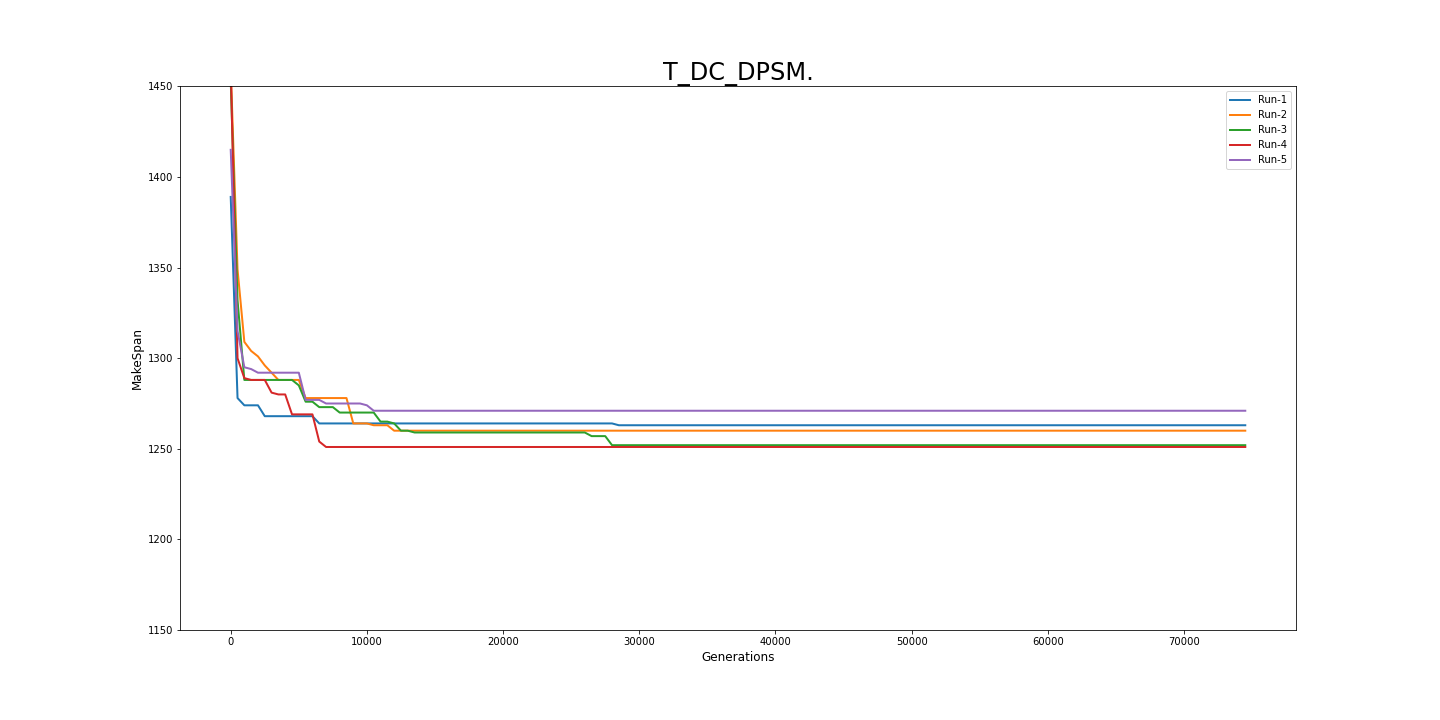 T_DC_DPSM.
1450
1400
1350
1300
1250
1200
1150
MakeSpan
0 10000 20000 30000 40000 50000 60000 70000
Generations
Run-1
Run-2
Run-3
Run-4
Run-5